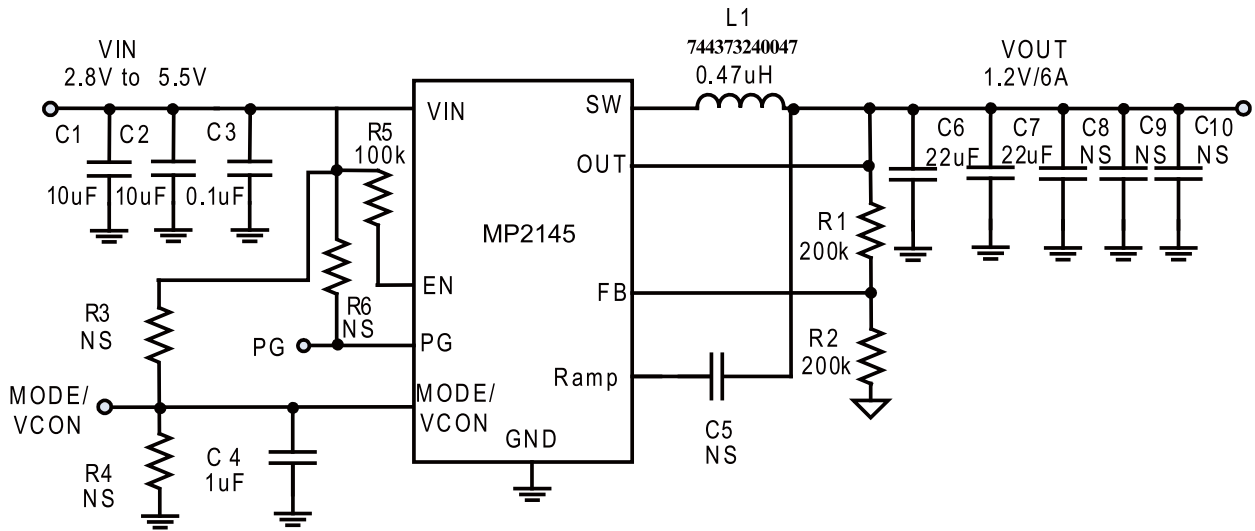 L1
744373240047
0.47uH
VIN
2.8V to 5.5V
VOUT
1.2V/6A
C1
C2
C3
10uF
10uF
0.1uF
R5
100k
VIN
SW
OUT
MP2145
EN
FB
PG
Ramp
MODE/
VCON
GND
C6
22uF
C7
22uF
C8
NS
C9
NS
C10
NS
R1
200k
R2
200k
R3
NS
R6
NS
PG
MODE/
VCON
R4
NS
C 4
1uF
C5
NS